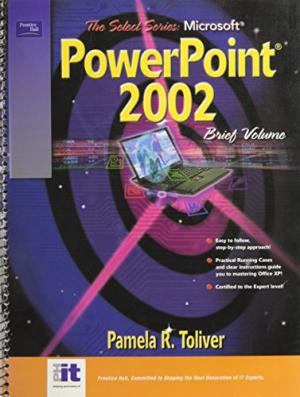 Prentice
Hall
The Select Series: Microsoft®
PowerPoint®
2002
Brief Volume
Easy to follow,
step-by-step approach!
Practical Running Cases
and clear instructions guide
you to mastering Office XP!
Certified to the Expert level!
Pamela R. Toliver
PH
it
Prentice Hall, Committed to Shaping the Next Generation of IT Experts.